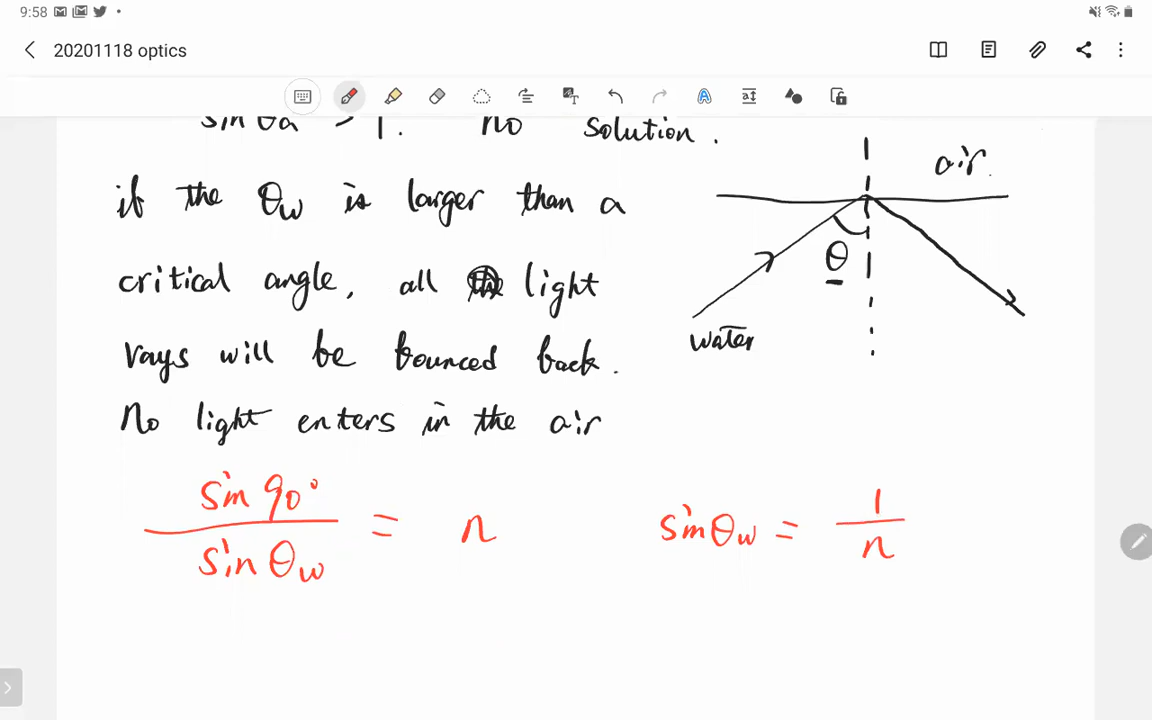 9:58
20201118 optics
sin θa > 1. No solution.
air.
if the θw is larger than a
critical angle, all light
θ
rays will be bounced back.
water
No light enters in the air
sin 90° / sin θw = n
sin θw = 1 / n